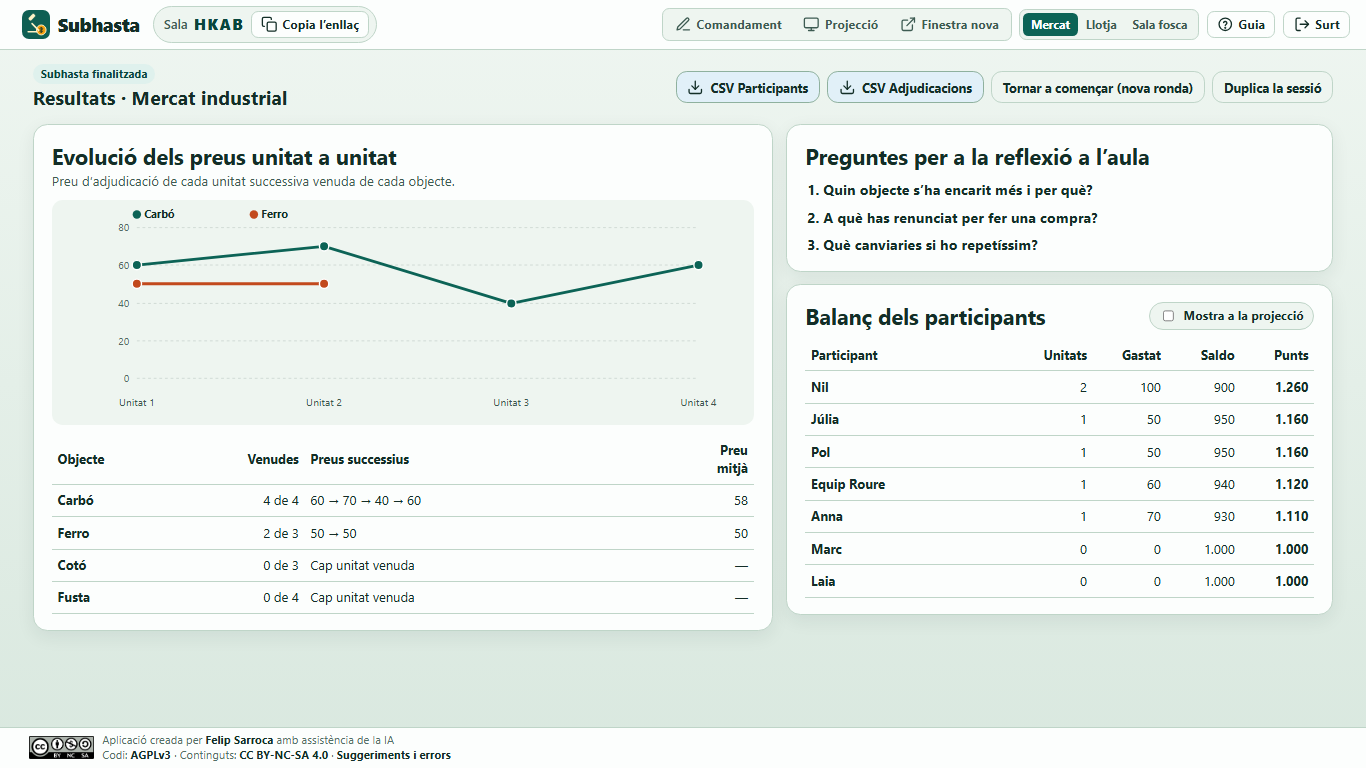 Subhasta
Sala HKAB Copia l’enllaç
Comandament Projecció Finestra nova
Mercat Llotja Sala fosca
Guia Surt
Subhasta finalitzada
Resultats · Mercat industrial
CSV Participants CSV Adjudicacions Tornar a començar (nova ronda) Duplica la sessió
Evolució dels preus unitat a unitat
Preu d’adjudicació de cada unitat successiva venuda de cada objecte.
Carbó Ferro
80
60
40
20
0
Unitat 1 Unitat 2 Unitat 3 Unitat 4
Objecte Venudes Preus successius Preu mitjà
Carbó 4 de 4 60 → 70 → 40 → 60 58
Ferro 2 de 3 50 → 50 50
Cotó 0 de 3 Cap unitat venuda —
Fusta 0 de 4 Cap unitat venuda —
Preguntes per a la reflexió a l’aula
1. Quin objecte s’ha encarit més i per què?
2. A què has renunciat per fer una compra?
3. Què canviaries si ho repetíssim?
Balanç dels participants
Mostra a la projecció
Participant Unitats Gastat Saldo Punts
Nil 2 100 900 1.260
Júlia 1 50 950 1.160
Pol 1 50 950 1.160
Equip Roure 1 60 940 1.120
Anna 1 70 930 1.110
Marc 0 0 1.000 1.000
Laia 0 0 1.000 1.000
cc BY NC SA
Aplicació creada per Felip Sarroca amb assistència de la IA
Codi: AGPLv3 · Continguts: CC BY-NC-SA 4.0 · Suggeriments i errors